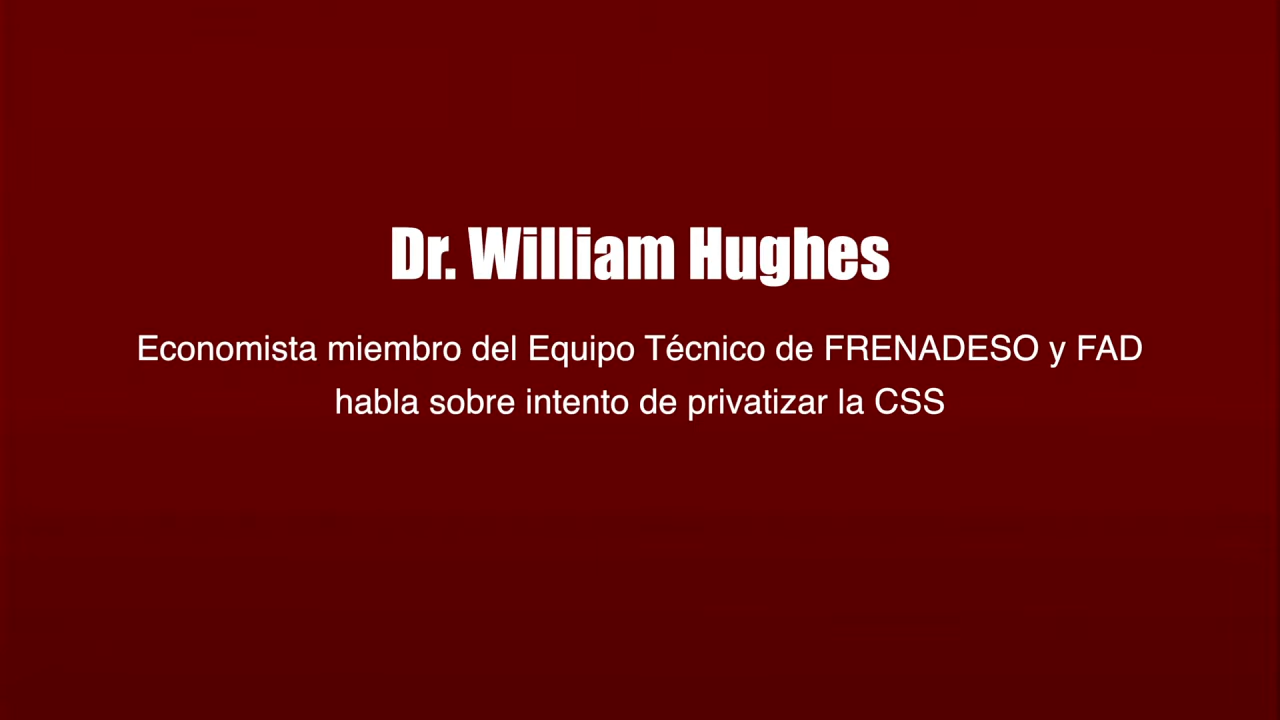 Dr. William Hughes
Economista miembro del Equipo Técnico de FRENADESO y FAD
habla sobre intento de privatizar la CSS